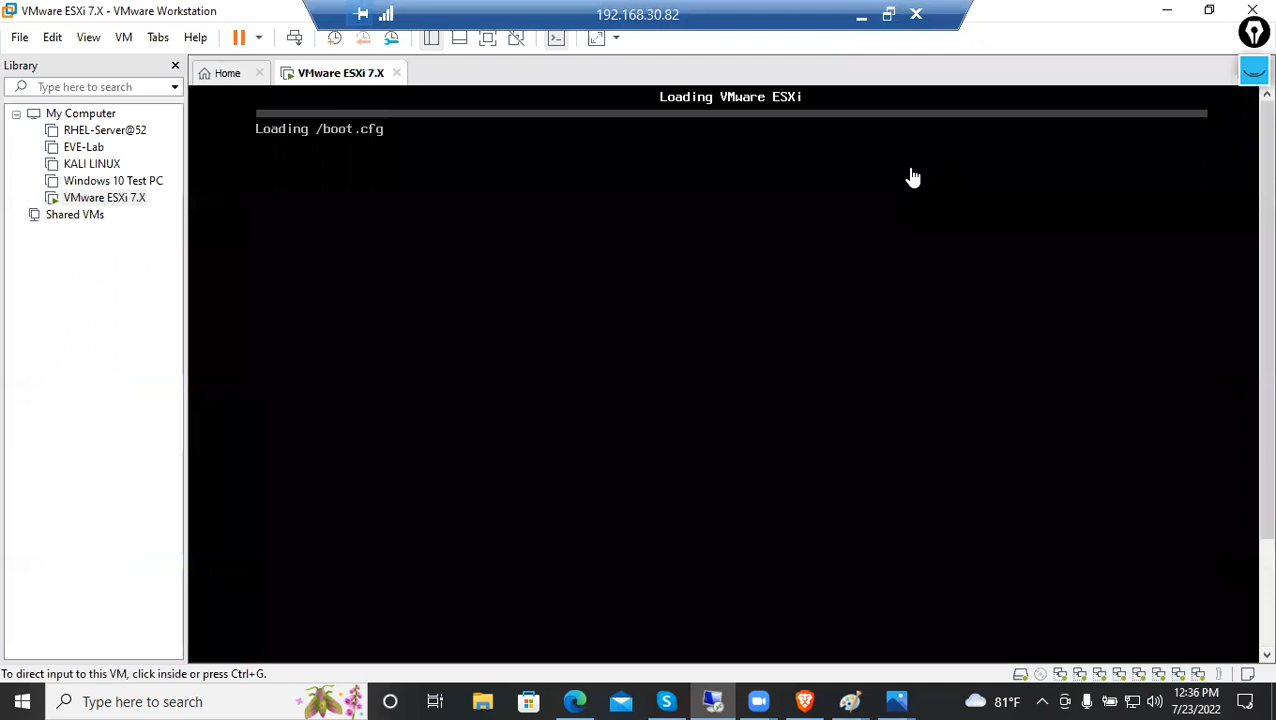 VMware ESXi 7.X - VMware Workstation
192.168.30.82
File Edit View VM Tabs Help
Library
Type here to search
My Computer
RHEL-Server@52
EVE-Lab
KALI LINUX
Windows 10 Test PC
VMware ESXi 7.X
Shared VMs
Home
VMware ESXi 7.X
Loading VMware ESXi
Loading /boot.cfg
To direct input to this VM, click inside or press Ctrl+G.
Type here to search
81°F
12:36 PM
7/23/2022